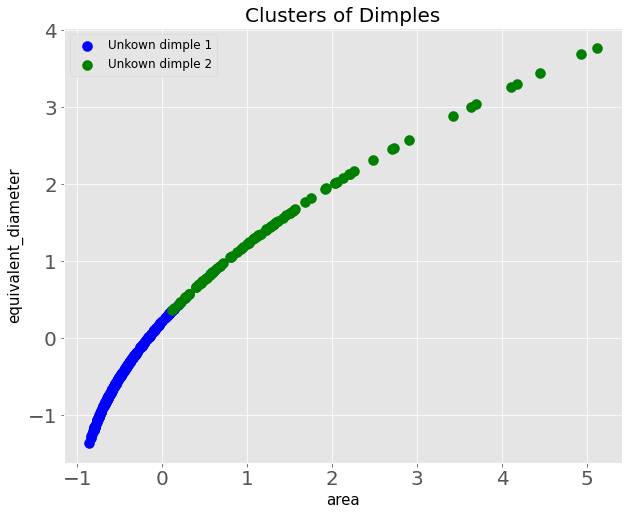 Clusters of Dimples
Unkown dimple 1
Unkown dimple 2
equivalent_diameter
4
3
2
1
0
−1
−1 0 1 2 3 4 5
area